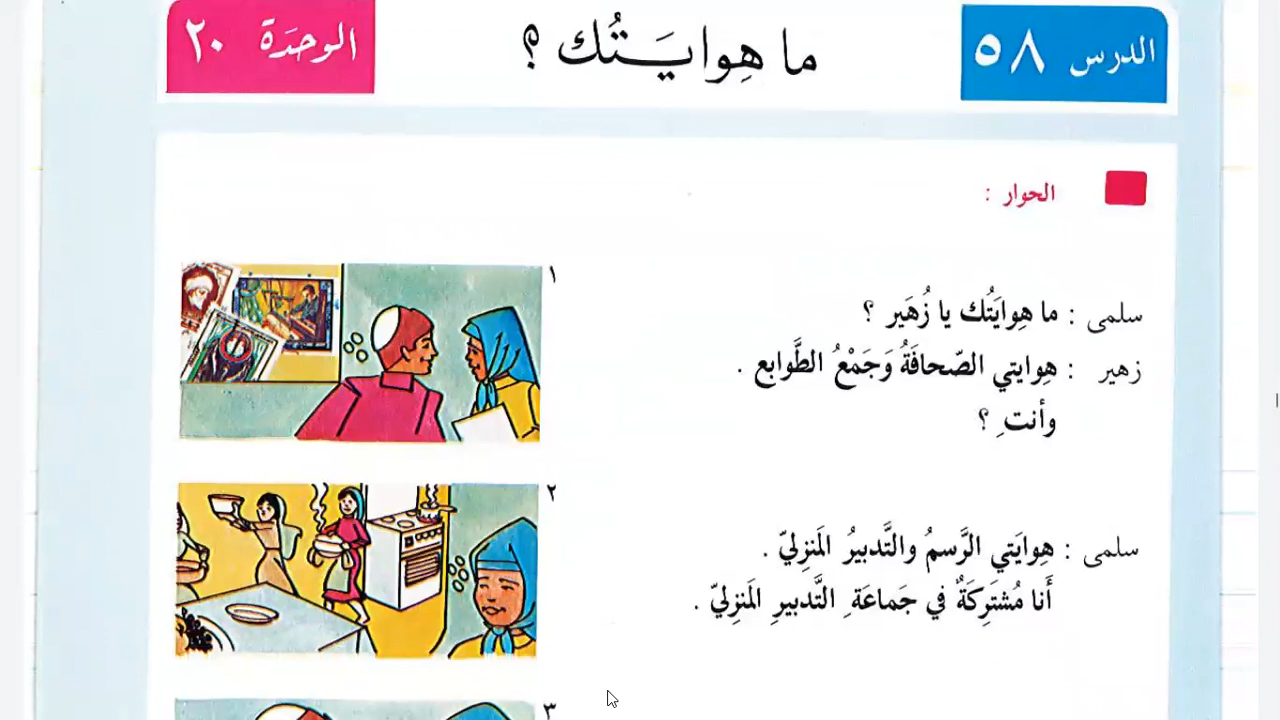 الدرس ٥٨
ما هِوايَتُك ؟
الوحدَة ٢٠
الحوار :
١
سلمى : ما هِوايَتُك يا زُهَير ؟
زهير : هِوايتي الصّحافَةُ وَجَمْعُ الطَّوابع .
وأنتِ ؟
٢
سلمى : هِوايَتي الرَّسمُ والتَّدبيرُ المَنزِليّ .
أَنا مُشتَرِكَةٌ في جَماعَةِ التَّدبيرِ المَنزِليّ .
٣